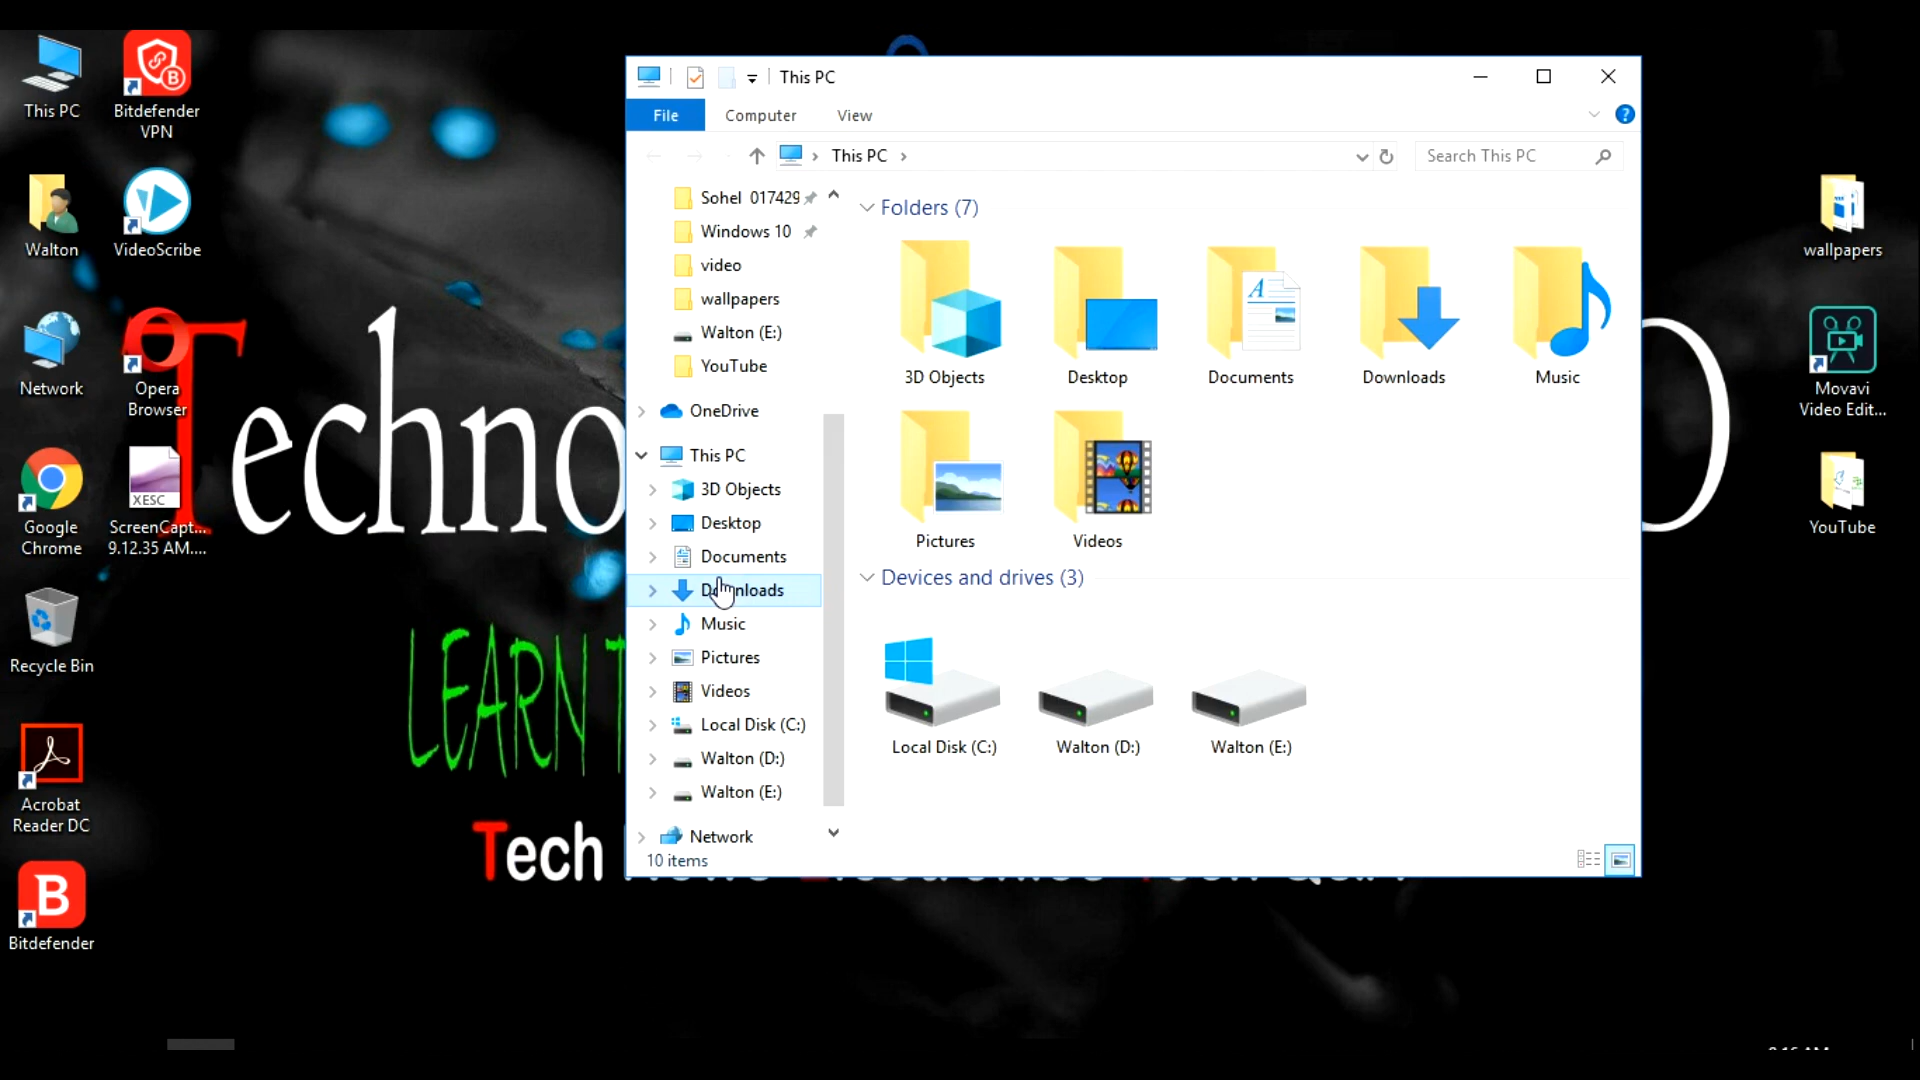 This PC
Bitdefender
VPN
Walton
VideoScribe
Network
Opera
Browser
Google
Chrome
XESC
ScreenCapt...
9.12.35 AM....
Recycle Bin
Acrobat
Reader DC
Bitdefender
Techno
LEARN T
Tech
This PC
File
Computer
View
This PC
Search This PC
Sohel 017429
Windows 10
video
wallpapers
Walton (E:)
YouTube
OneDrive
This PC
3D Objects
Desktop
Documents
Downloads
Music
Pictures
Videos
Local Disk (C:)
Walton (D:)
Walton (E:)
Network
10 items
Folders (7)
3D Objects
Desktop
Documents
Downloads
Music
Pictures
Videos
Devices and drives (3)
Local Disk (C:)
Walton (D:)
Walton (E:)
wallpapers
Movavi
Video Edit...
YouTube